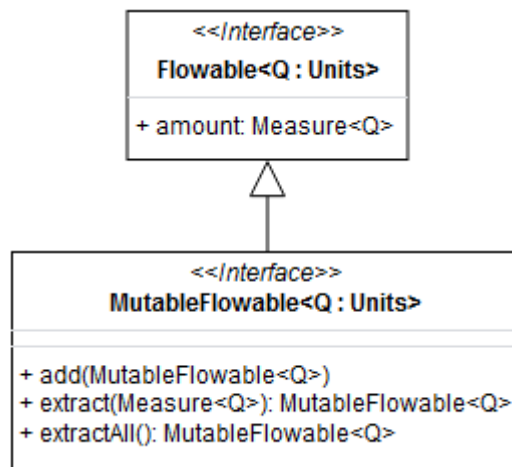 <<Interface>>
Flowable<Q : Units>
+ amount: Measure<Q>
<<Interface>>
MutableFlowable<Q : Units>
+ add(MutableFlowable<Q>)
+ extract(Measure<Q>): MutableFlowable<Q>
+ extractAll(): MutableFlowable<Q>